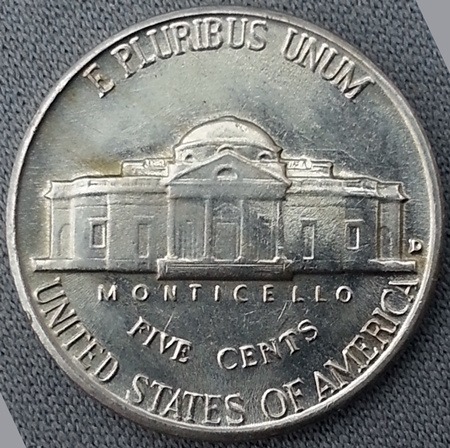 E PLURIBUS UNUM
D
MONTICELLO
FIVE CENTS
UNITED STATES OF AMERICA